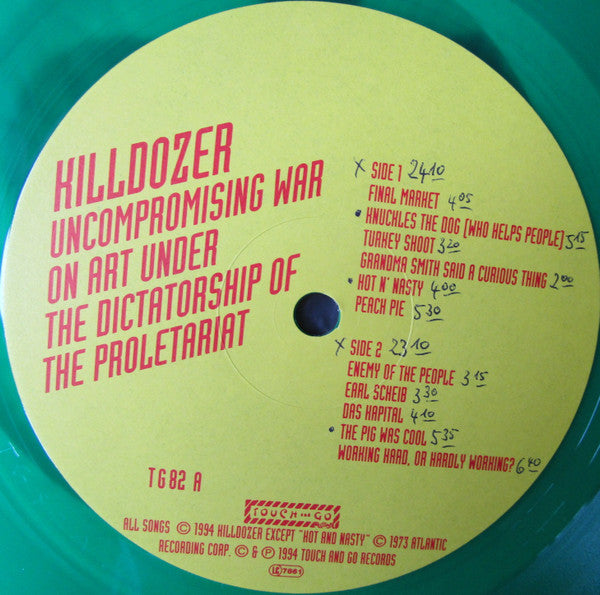 KILLDOZER
UNCOMPROMISING WAR
ON ART UNDER
THE DICTATORSHIP OF
THE PROLETARIAT
X SIDE 1 24 10
FINAL MARKET 4 05
• KNUCKLES THE DOG [WHO HELPS PEOPLE] 5 15
TURKEY SHOOT 3 20
GRANDMA SMITH SAID A CURIOUS THING 2 00
• HOT N' NASTY 4 00
PEACH PIE 5 30
X SIDE 2 23 10
ENEMY OF THE PEOPLE 3 15
EARL SCHEIB 3 30
DAS KAPITAL 4 10
• THE PIG WAS COOL 5 35
WORKING HARD, OR HARDLY WORKING? 6 40
TG82 A
TOUCH AND GO
ALL SONGS © 1994 KILLDOZER EXCEPT "HOT AND NASTY" © 1973 ATLANTIC
RECORDING CORP. © & ℗ 1994 TOUCH AND GO RECORDS
LC 7661